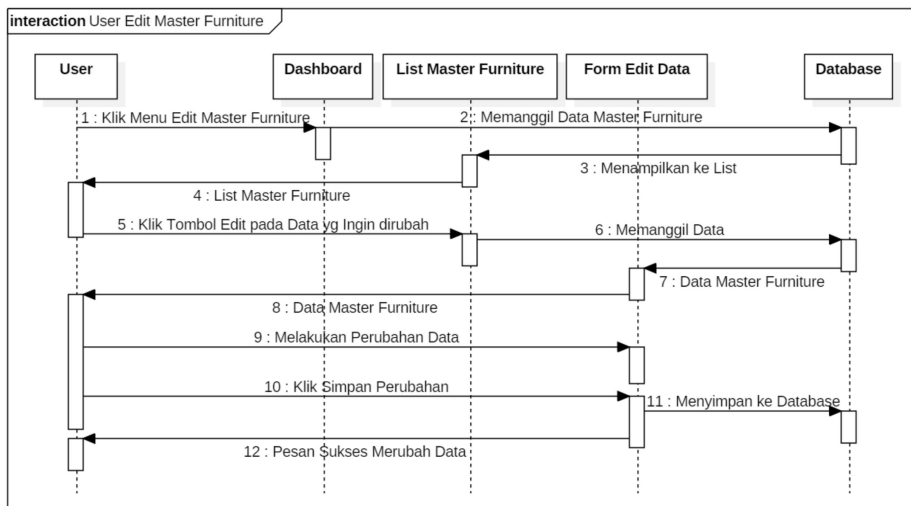 interaction User Edit Master Furniture
User
Dashboard
List Master Furniture
Form Edit Data
Database
1 : Klik Menu Edit Master Furniture
2 : Memanggil Data Master Furniture
3 : Menampilkan ke List
4 : List Master Furniture
5 : Klik Tombol Edit pada Data yg Ingin dirubah
6 : Memanggil Data
7 : Data Master Furniture
8 : Data Master Furniture
9 : Melakukan Perubahan Data
10 : Klik Simpan Perubahan
11 : Menyimpan ke Database
12 : Pesan Sukses Merubah Data